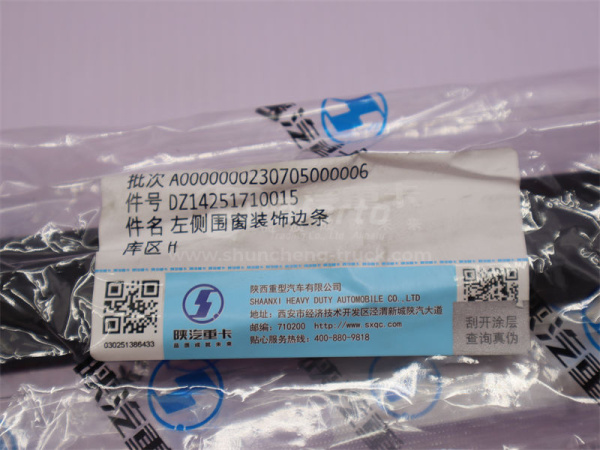 批次 A0000000230705000006
件号 DZ14251710015
件名 左侧围窗装饰边条
库区 H
www.shuncheng-truck.com
陕西重型汽车有限公司
SHAANXI HEAVY DUTY AUTOMOBILE CO.,LTD
地址：西安市经济技术开发区泾渭新城陕汽大道
邮编：710200 http://www.sxqc.com
贴心服务热线：400-880-9818
陕汽重卡
030251386433
刮开涂层
查询真伪
汽重
汽重